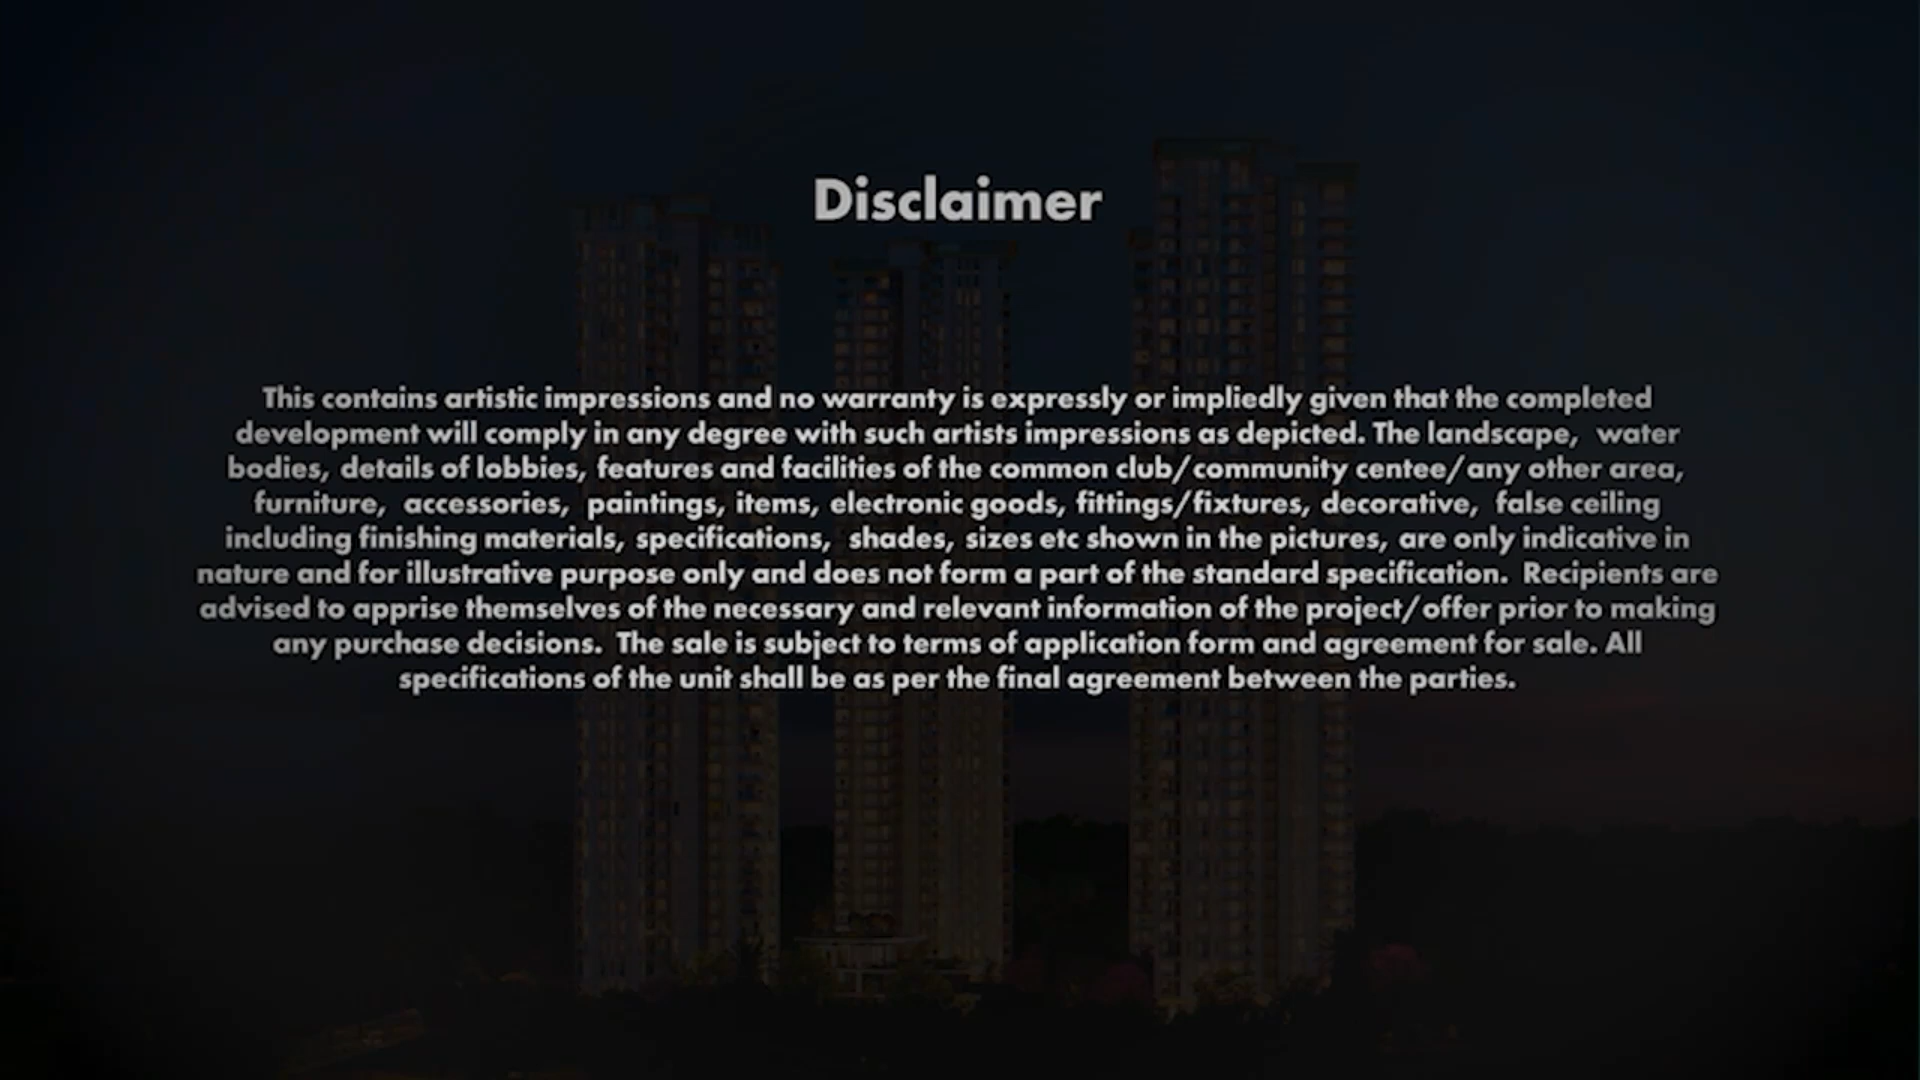 Disclaimer
This contains artistic impressions and no warranty is expressly or impliedly given that the completed
development will comply in any degree with such artists impressions as depicted. The landscape, water
bodies, details of lobbies, features and facilities of the common club/community centee/any other area,
furniture, accessories, paintings, items, electronic goods, fittings/fixtures, decorative, false ceiling
including finishing materials, specifications, shades, sizes etc shown in the pictures, are only indicative in
nature and for illustrative purpose only and does not form a part of the standard specification. Recipients are
advised to apprise themselves of the necessary and relevant information of the project/offer prior to making
any purchase decisions. The sale is subject to terms of application form and agreement for sale. All
specifications of the unit shall be as per the final agreement between the parties.